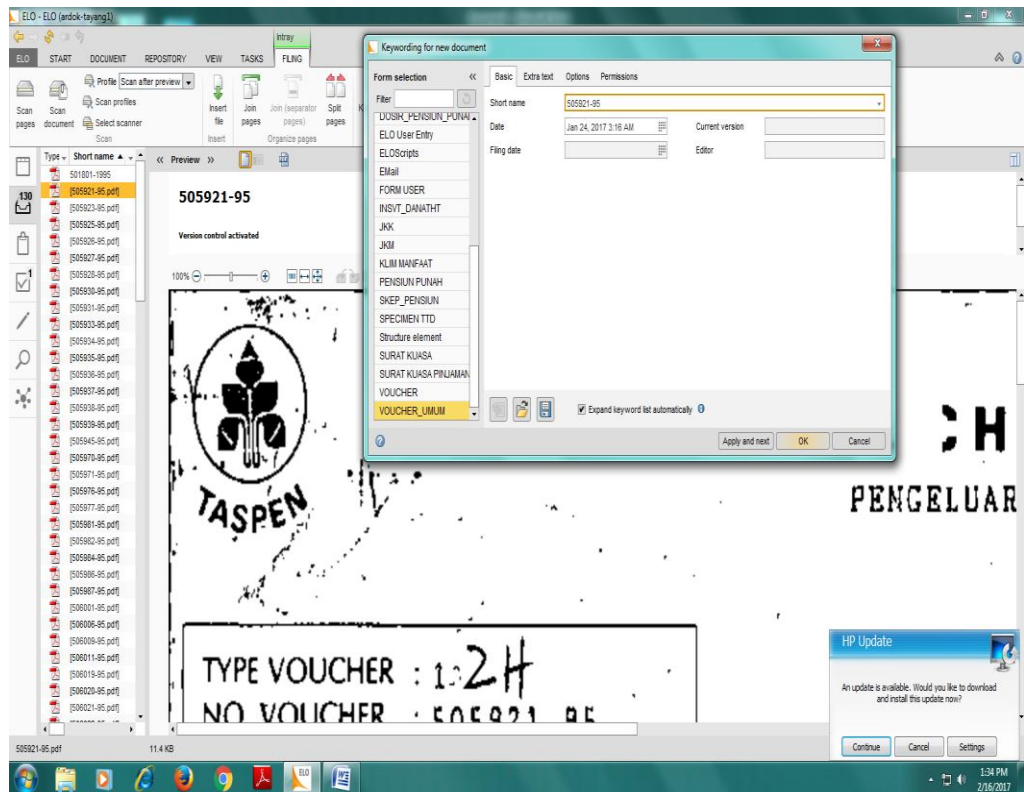 ELO - ELO (ardok-tayang1)
Intray
ELO START DOCUMENT REPOSITORY VIEW TASKS FILING
Scan pages
Scan document
Profile Scan after preview
Scan profiles
Select scanner
Scan
Insert file
Insert
Join pages
Join (separator pages)
Split pages
Organize pages
Type Short name
501801-1995
[505921-95.pdf]
[505923-95.pdf]
[505925-95.pdf]
[505926-95.pdf]
[505927-95.pdf]
[505928-95.pdf]
[505930-95.pdf]
[505931-95.pdf]
[505933-95.pdf]
[505934-95.pdf]
[505935-95.pdf]
[505936-95.pdf]
[505937-95.pdf]
[505938-95.pdf]
[505939-95.pdf]
[505945-95.pdf]
[505970-95.pdf]
[505971-95.pdf]
[505976-95.pdf]
[505977-95.pdf]
[505981-95.pdf]
[505982-95.pdf]
[505984-95.pdf]
[505986-95.pdf]
[505987-95.pdf]
[506001-95.pdf]
[506006-95.pdf]
[506009-95.pdf]
[506011-95.pdf]
[506019-95.pdf]
[506020-95.pdf]
[506021-95.pdf]
130
1
« Preview »
505921-95
Version control activated
100%
TASPEN
PENGELUAR
TYPE VOUCHER : 2H
NO VOUCHER : 505921 95
Keywording for new document
Form selection «
Filter
DOSIR_PENSION_PUNA
ELO User Entry
ELOScripts
EMail
FORM USER
INSVT_DANATHT
JKK
JKM
KLIM MANFAAT
PENSIUN PUNAH
SKEP_PENSIUN
SPECIMEN TTD
Structure element
SURAT KUASA
SURAT KUASA PINJAMAN
VOUCHER
VOUCHER_UMUM
Basic Extra text Options Permissions
Short name 505921-95
Date Jan 24, 2017 3:16 AM Current version
Filing date Editor
Expand keyword list automatically
Apply and next OK Cancel
HP Update
An update is available. Would you like to download
and install this update now?
Continue Cancel Settings
505921-95.pdf 11.4 KB
1:34 PM
2/16/2017